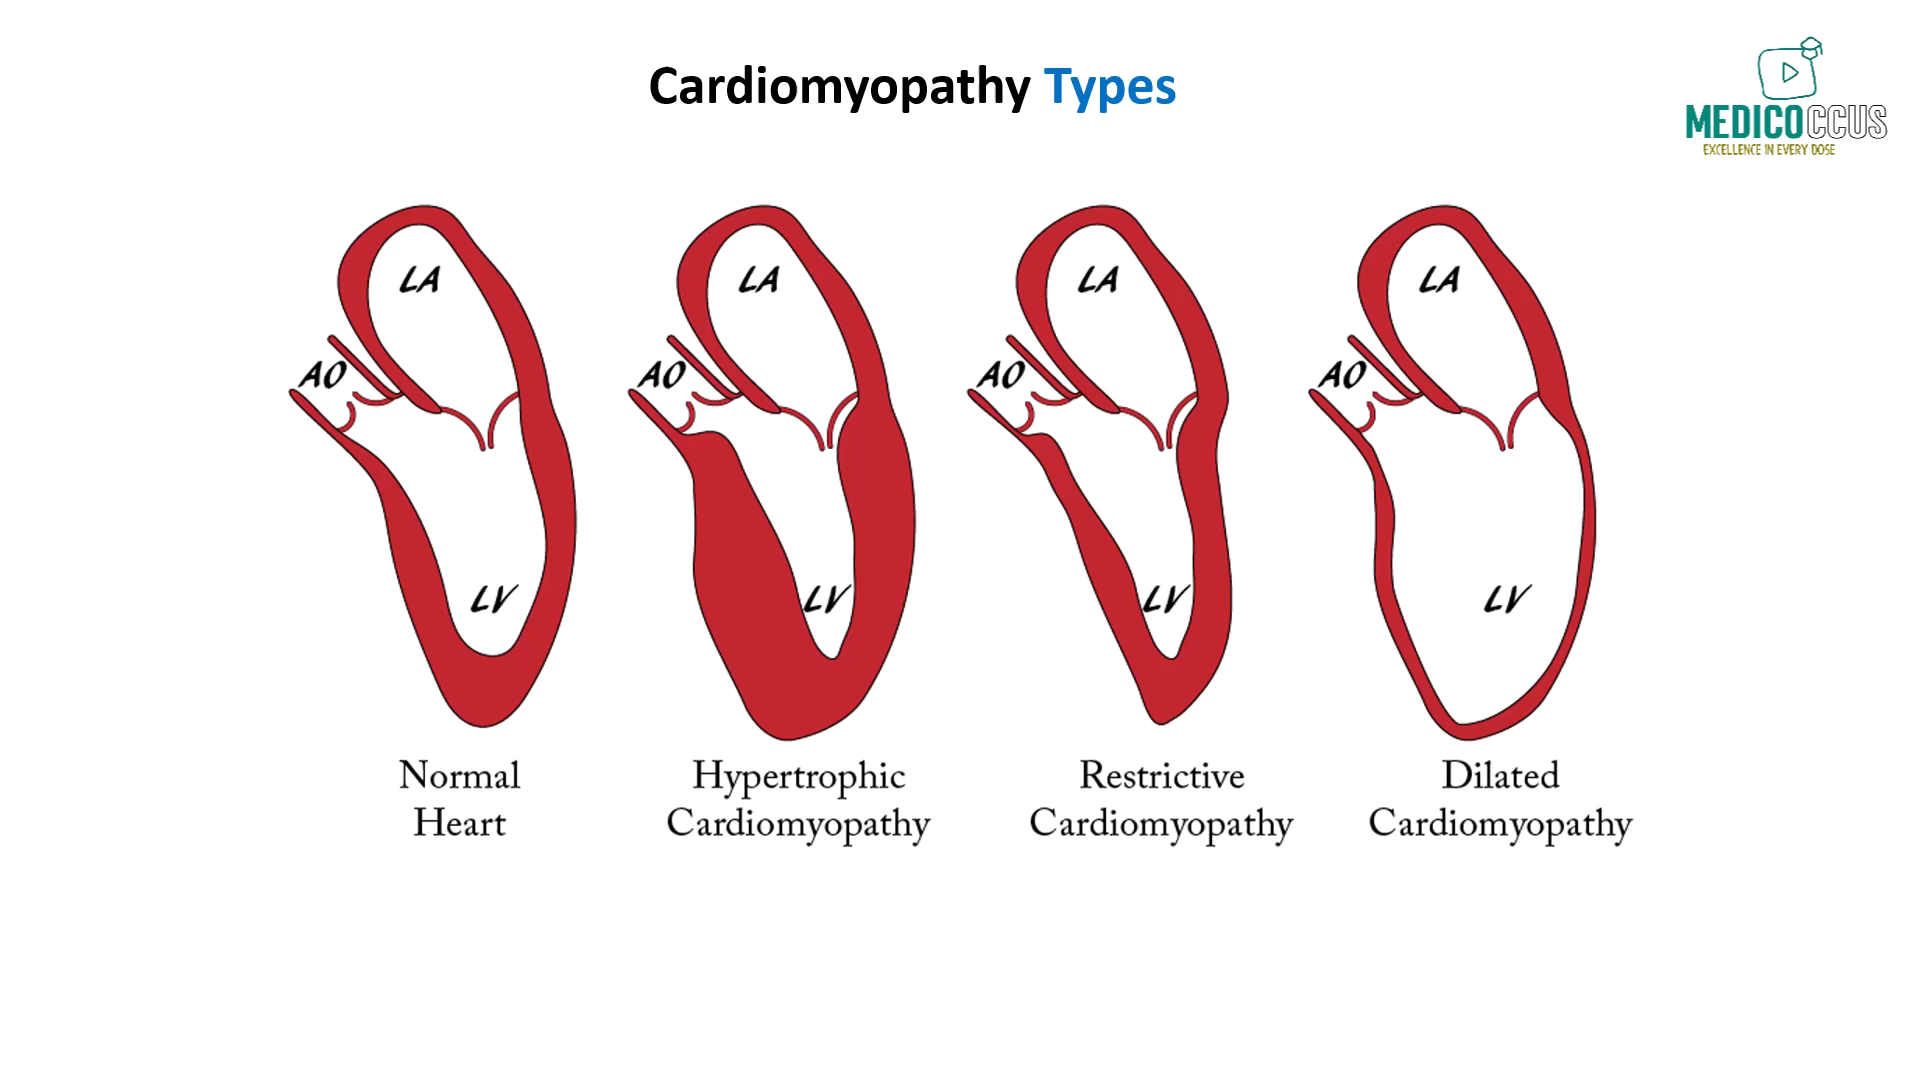 Cardiomyopathy Types
MEDICOCCUS
EXCELLENCE IN EVERY DOSE
LA
LA
LA
LA
AO
AO
AO
AO
LV
LV
LV
LV
Normal
Heart
Hypertrophic
Cardiomyopathy
Restrictive
Cardiomyopathy
Dilated
Cardiomyopathy